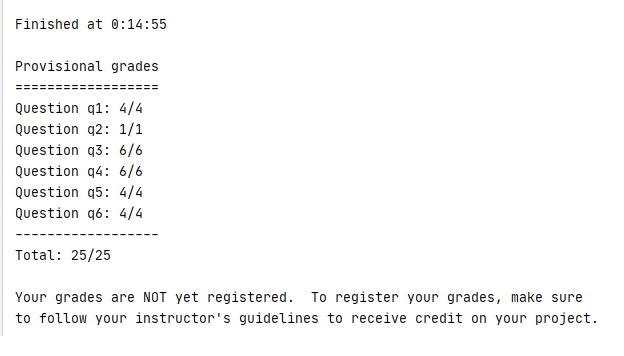 Finished at 0:14:55
Provisional grades
==================
Question q1: 4/4
Question q2: 1/1
Question q3: 6/6
Question q4: 6/6
Question q5: 4/4
Question q6: 4/4
------------------
Total: 25/25
Your grades are NOT yet registered.  To register your grades, make sure
to follow your instructor's guidelines to receive credit on your project.